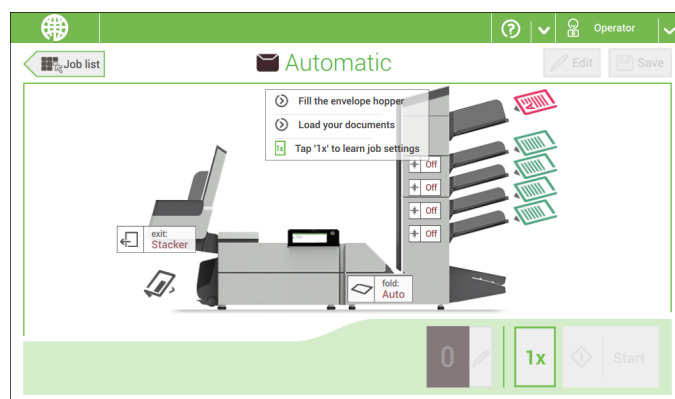 Operator
Job list
Automatic
Edit
Save
Fill the envelope hopper
Load your documents
1x
Tap '1x' to learn job settings
Off
Off
Off
Off
exit:
Stacker
fold:
Auto
0
1x
Start